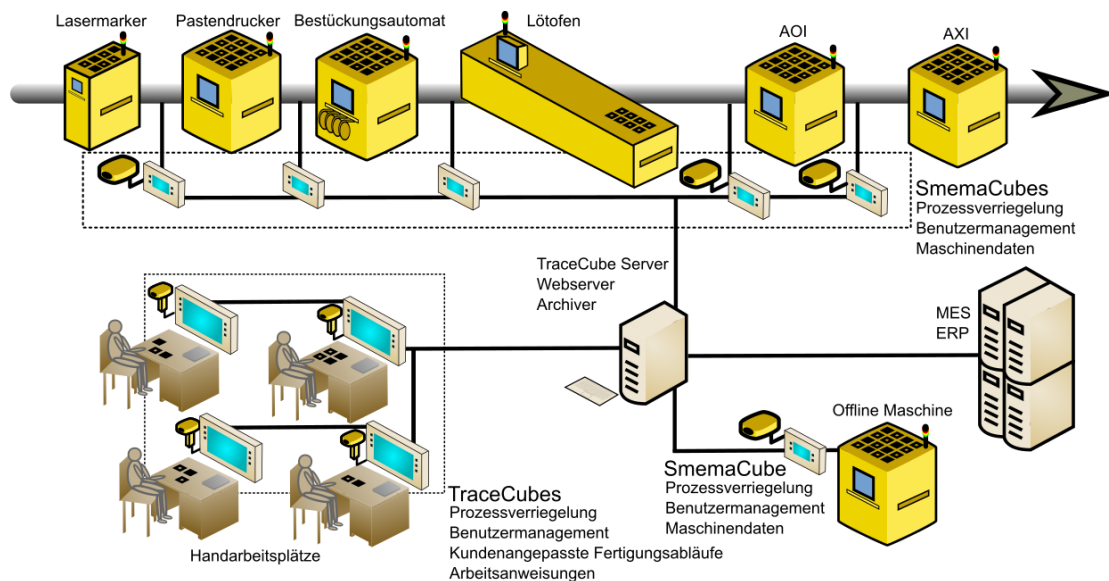 Lasermarker
Pastendrucker
Bestückungsautomat
Lötofen
AOI
AXI
SmemaCubes
Prozessverriegelung
Benutzermanagement
Maschinendaten
TraceCube Server
Webserver
Archiver
MES
ERP
Offline Maschine
SmemaCube
Prozessverriegelung
Benutzermanagement
Maschinendaten
TraceCubes
Prozessverriegelung
Benutzermanagement
Kundenangepasste Fertigungsabläufe
Arbeitsanweisungen
Handarbeitsplätze